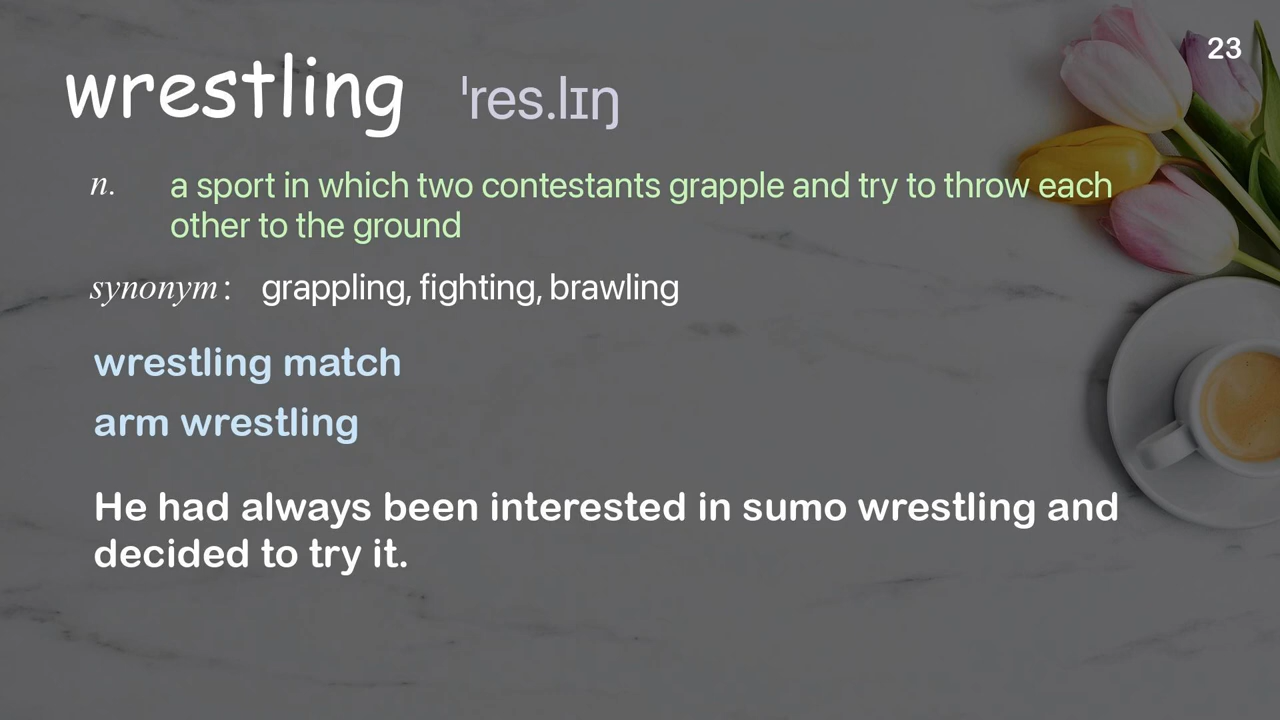 23
wrestling ˈres.lɪŋ
n. a sport in which two contestants grapple and try to throw each
other to the ground
synonym: grappling, fighting, brawling
wrestling match
arm wrestling
He had always been interested in sumo wrestling and
decided to try it.